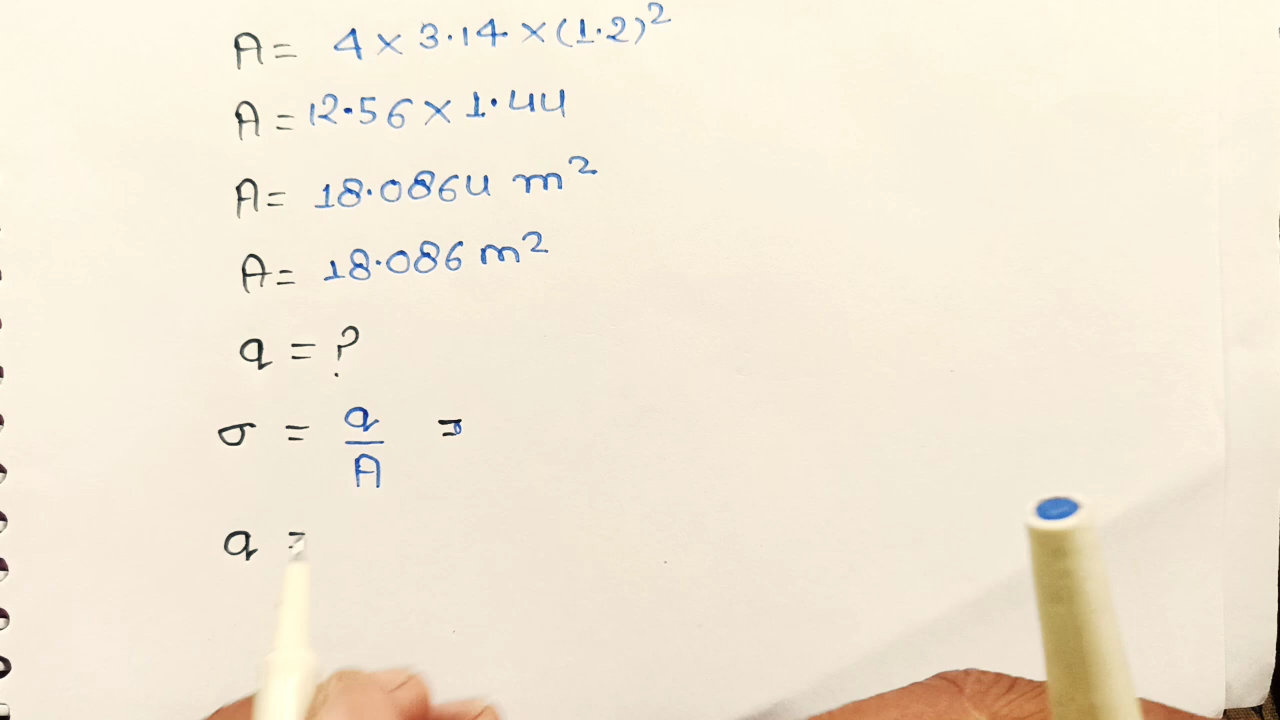 A = 4 × 3.14 × (1.2)²
A = 12.56 × 1.44
A = 18.0864 m²
A = 18.086 m²
q = ?
σ = q/A =
q =